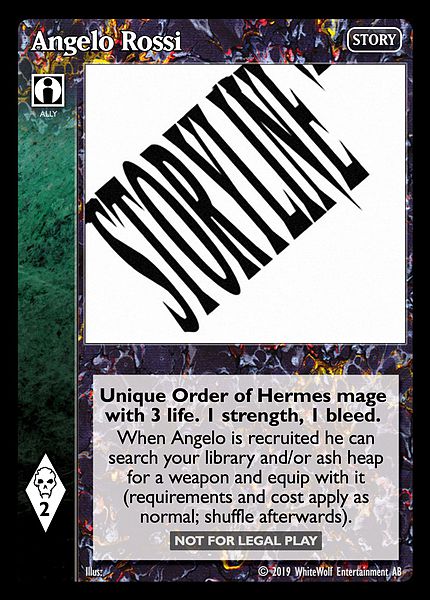 Angelo Rossi
STORY
ALLY
STORYLINE
Unique Order of Hermes mage
with 3 life. 1 strength, 1 bleed.
When Angelo is recruited he can
search your library and/or ash heap
for a weapon and equip with it
(requirements and cost apply as
normal; shuffle afterwards).
2
NOT FOR LEGAL PLAY
Illus:
© 2019 WhiteWolf Entertainment AB